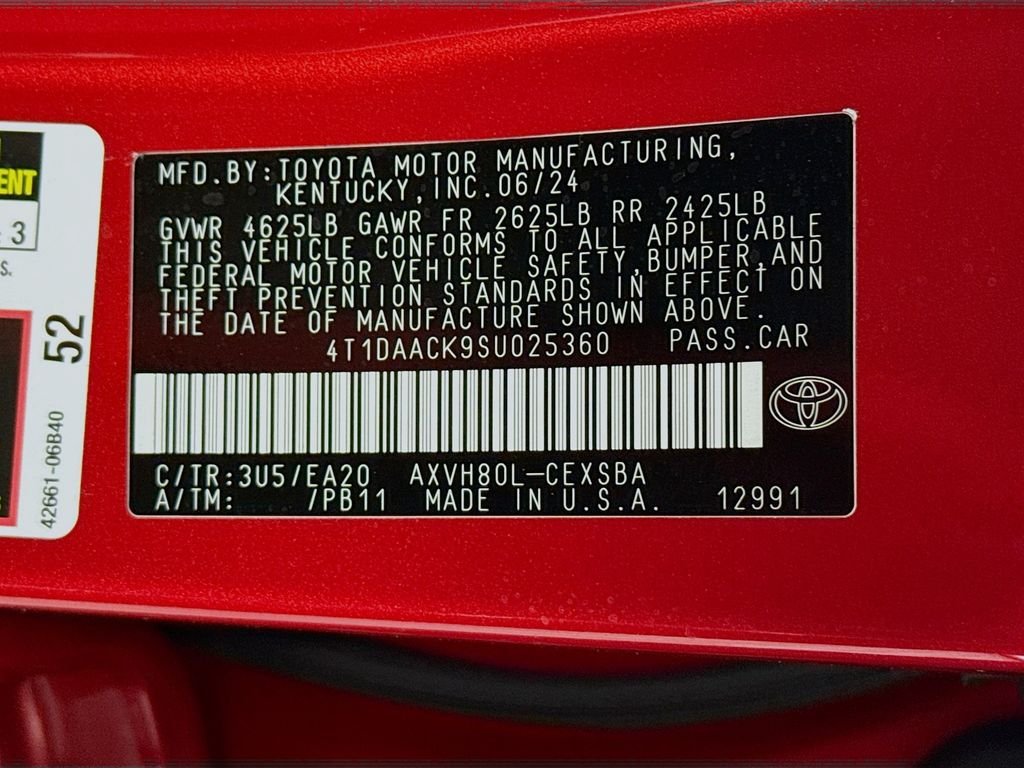 MFD.BY:TOYOTA MOTOR MANUFACTURING,
KENTUCKY,INC.06/24
GVWR 4625LB GAWR FR 2625LB RR 2425LB
THIS VEHICLE CONFORMS TO ALL APPLICABLE
FEDERAL MOTOR VEHICLE SAFETY,BUMPER,AND
THEFT PREVENTION STANDARDS IN EFFECT ON
THE DATE OF MANUFACTURE SHOWN ABOVE.
4T1DAACK9SU025360 PASS.CAR
C/TR:3U5/EA20 AXVH80L-CEXSBA
A/TM: /PB11 MADE IN U.S.A. 12991
ENT
3
s.
52
42661-06B40